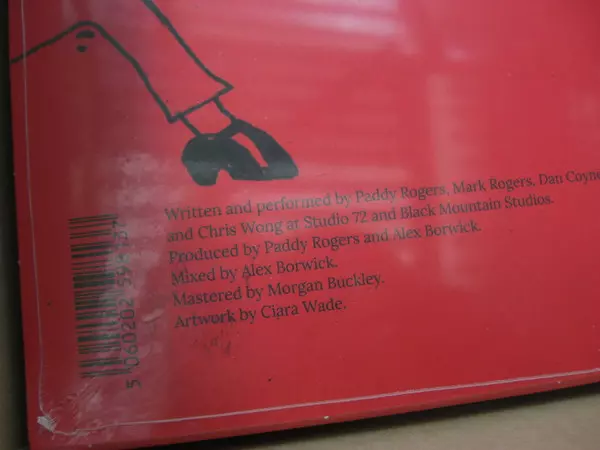 Written and performed by Paddy Rogers, Mark Rogers, Dan Coyne
and Chris Wong at Studio 72 and Black Mountain Studios.
Produced by Paddy Rogers and Alex Borwick.
Mixed by Alex Borwick.
Mastered by Morgan Buckley.
Artwork by Ciara Wade.
5 060202